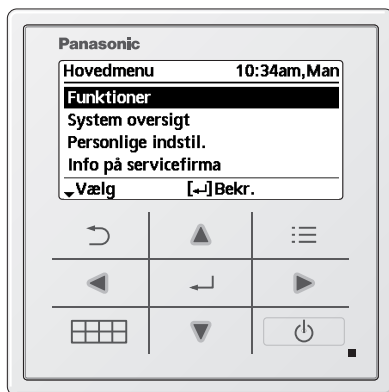 Panasonic
Hovedmenu 10:34am,Man
Funktioner
System oversigt
Personlige indstil.
Info på servicefirma
Vælg [↵]Bekr.